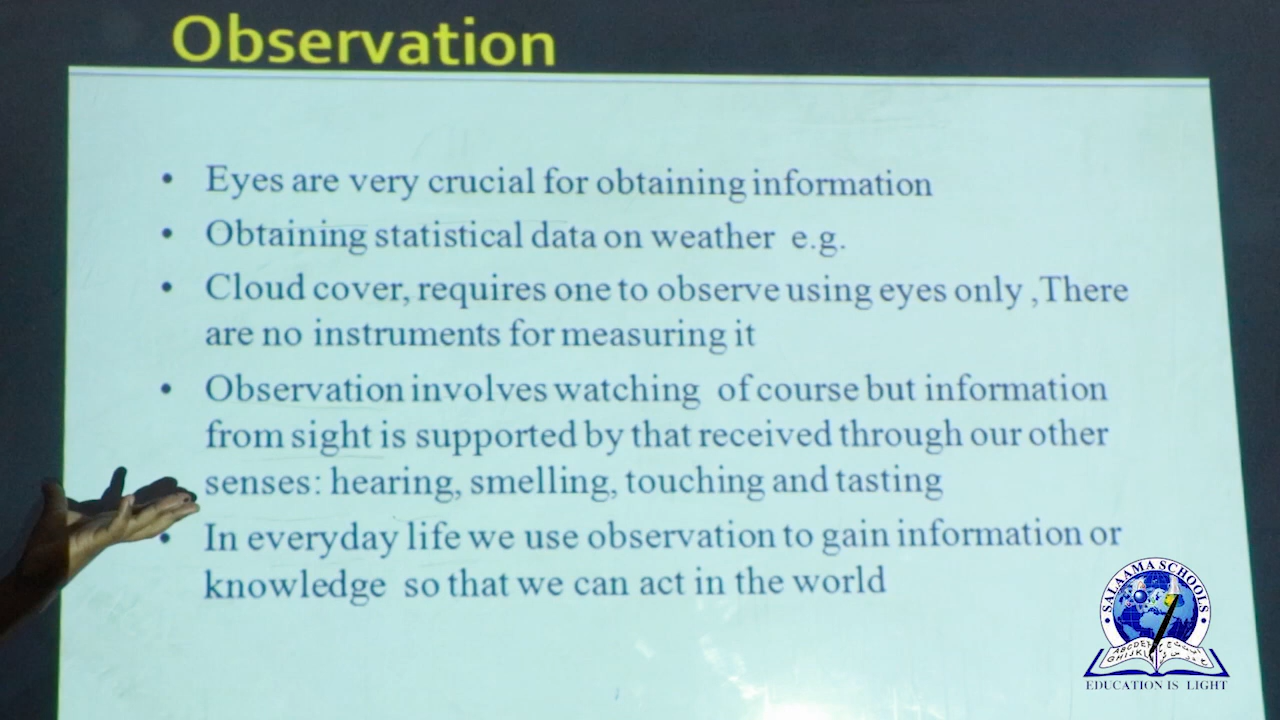 Observation
• Eyes are very crucial for obtaining information
• Obtaining statistical data on weather e.g.
• Cloud cover, requires one to observe using eyes only ,There
are no instruments for measuring it
• Observation involves watching of course but information
from sight is supported by that received through our other
senses: hearing, smelling, touching and tasting
• In everyday life we use observation to gain information or
knowledge so that we can act in the world
• SALAAMA SCHOOLS •
ABCDEF
GHIJKL
EDUCATION IS LIGHT